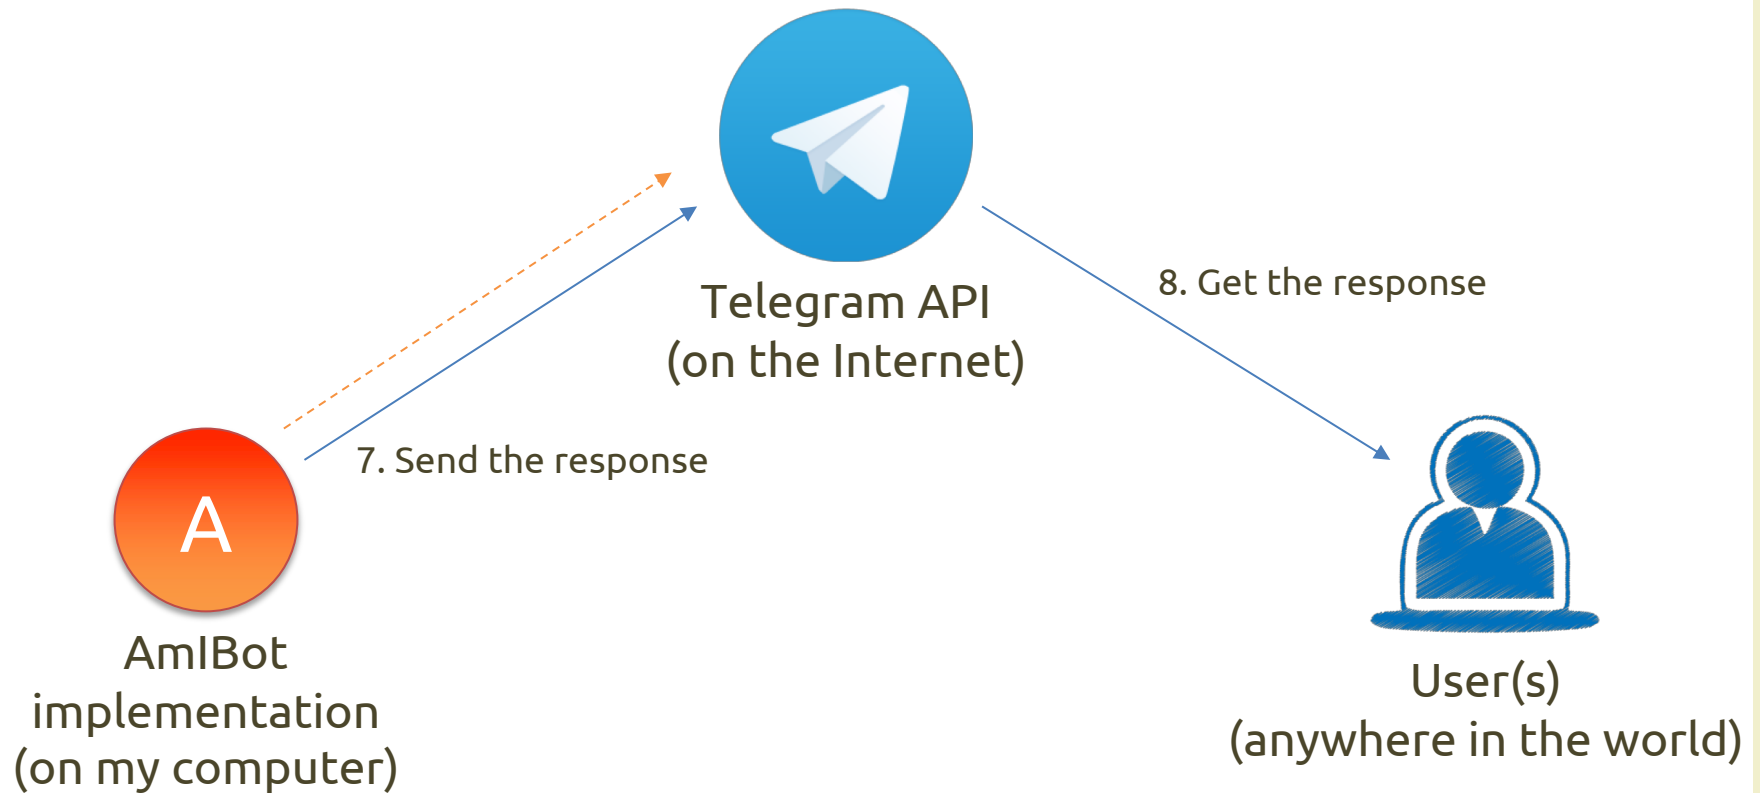 Telegram API
(on the Internet)
8. Get the response
7. Send the response
A
AmIBot
implementation
(on my computer)
User(s)
(anywhere in the world)